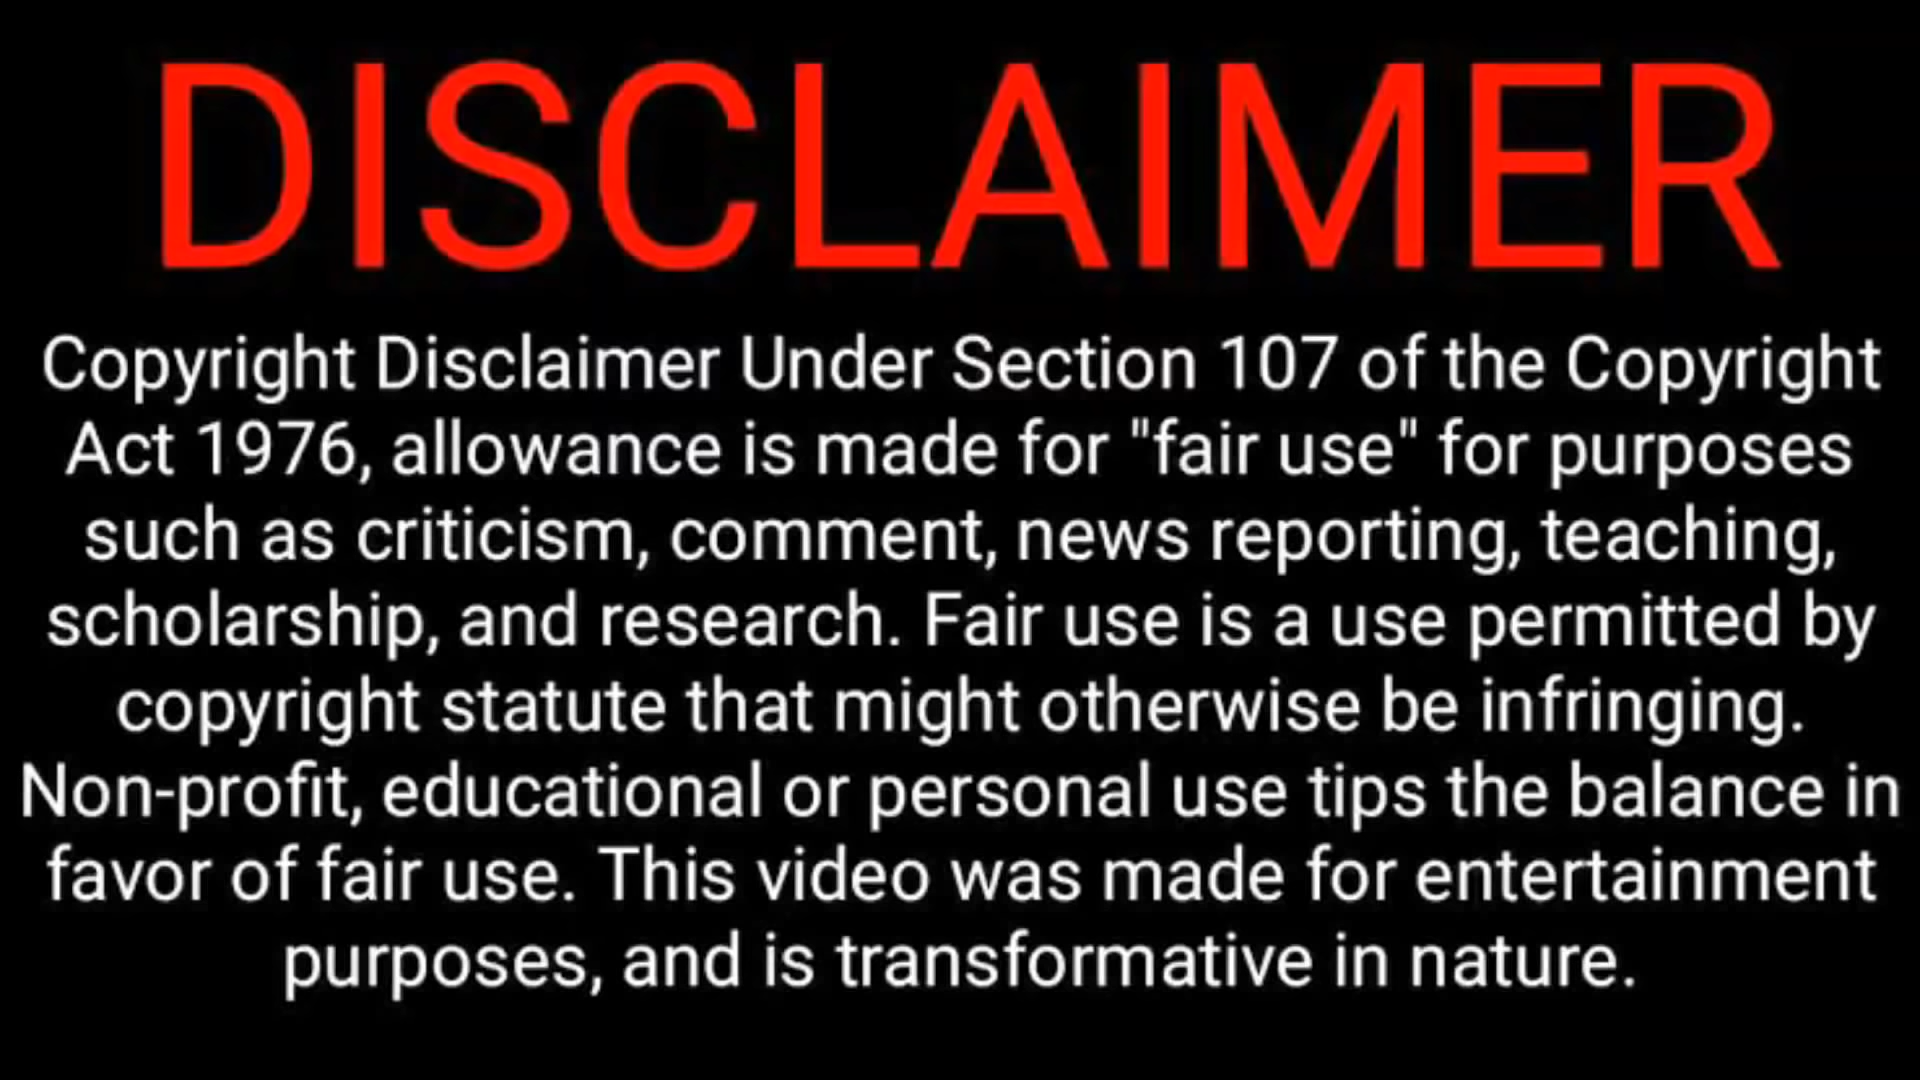 DISCLAIMER
Copyright Disclaimer Under Section 107 of the Copyright
Act 1976, allowance is made for "fair use" for purposes
such as criticism, comment, news reporting, teaching,
scholarship, and research. Fair use is a use permitted by
copyright statute that might otherwise be infringing.
Non-profit, educational or personal use tips the balance in
favor of fair use. This video was made for entertainment
purposes, and is transformative in nature.